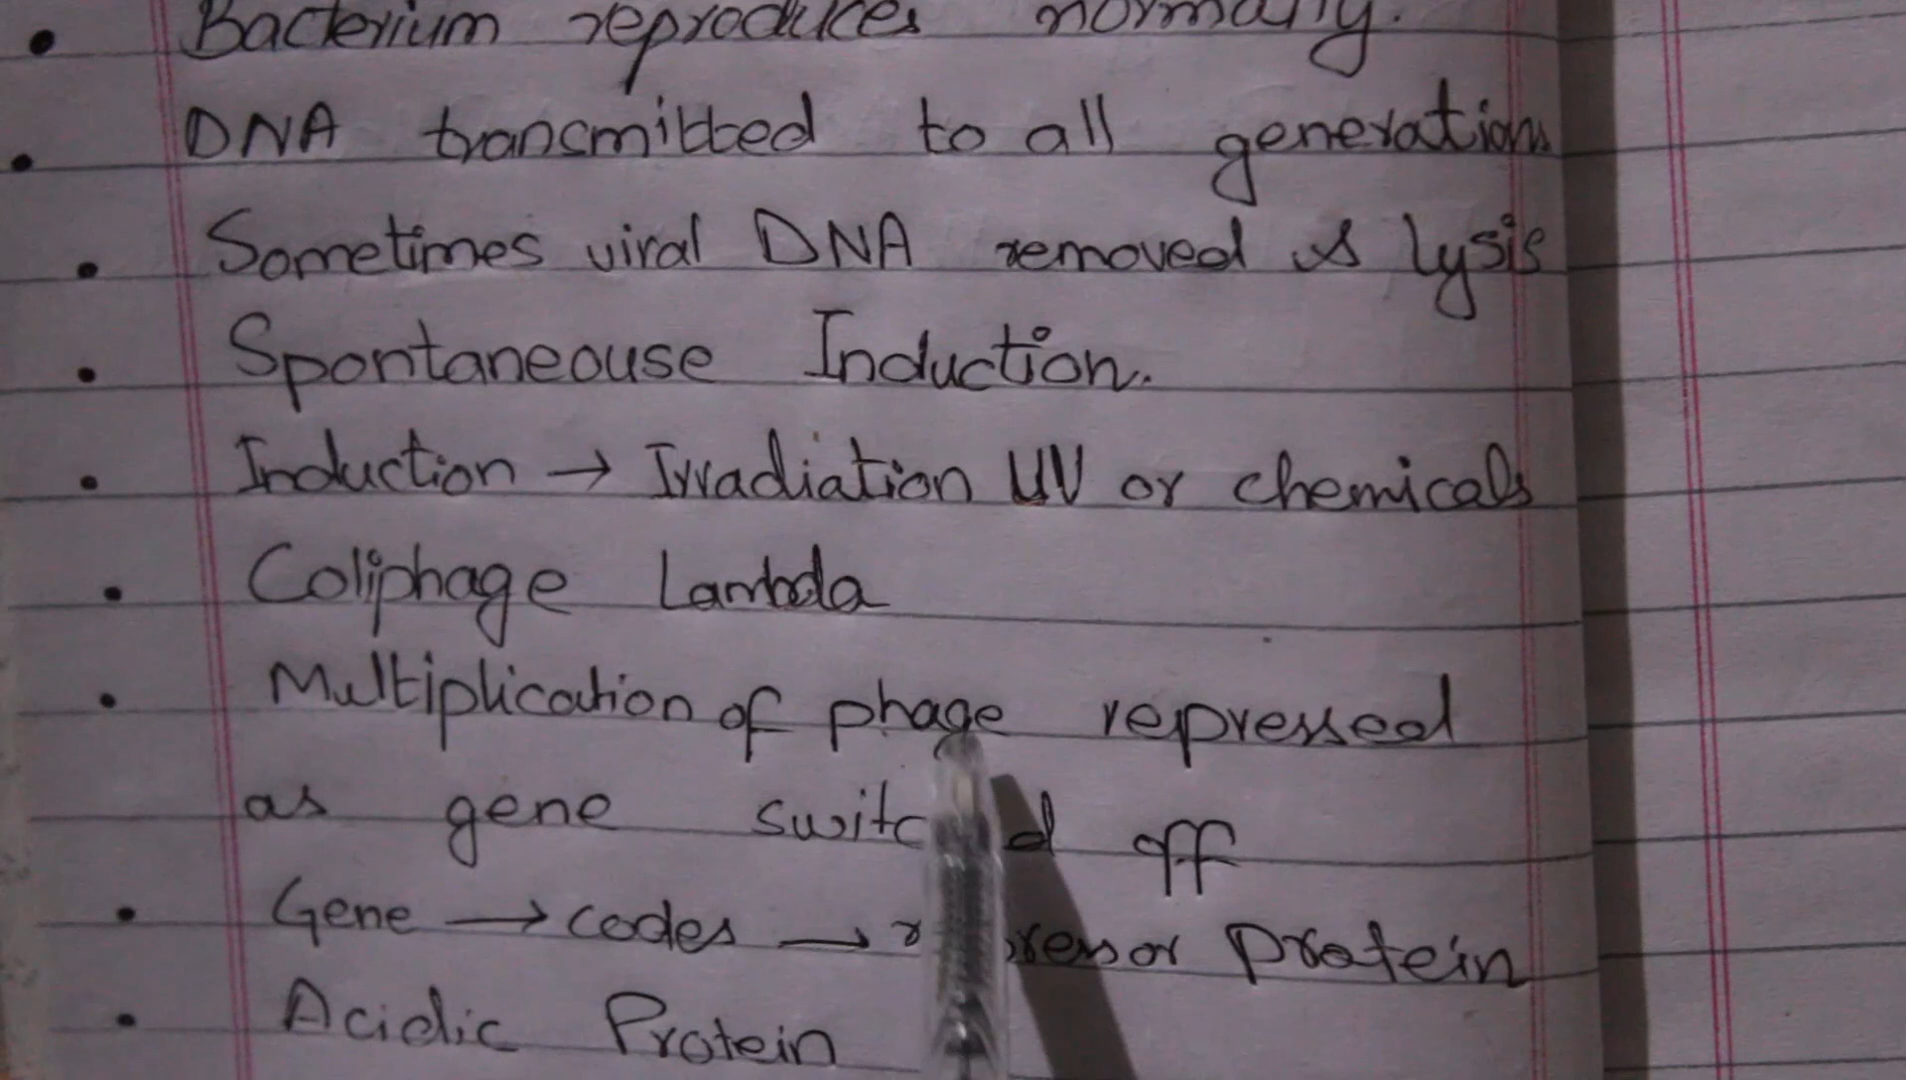 • Bacterium reproduces normally.
• DNA transmitted to all generations
• Sometimes viral DNA removed & lysis
• Spontaneouse Induction.
• Induction → Irradiation UV or chemicals
• Coliphage Lambda
• Multiplication of phage repressed
as gene off
• Gene → codes → protein
• Acidic Protein